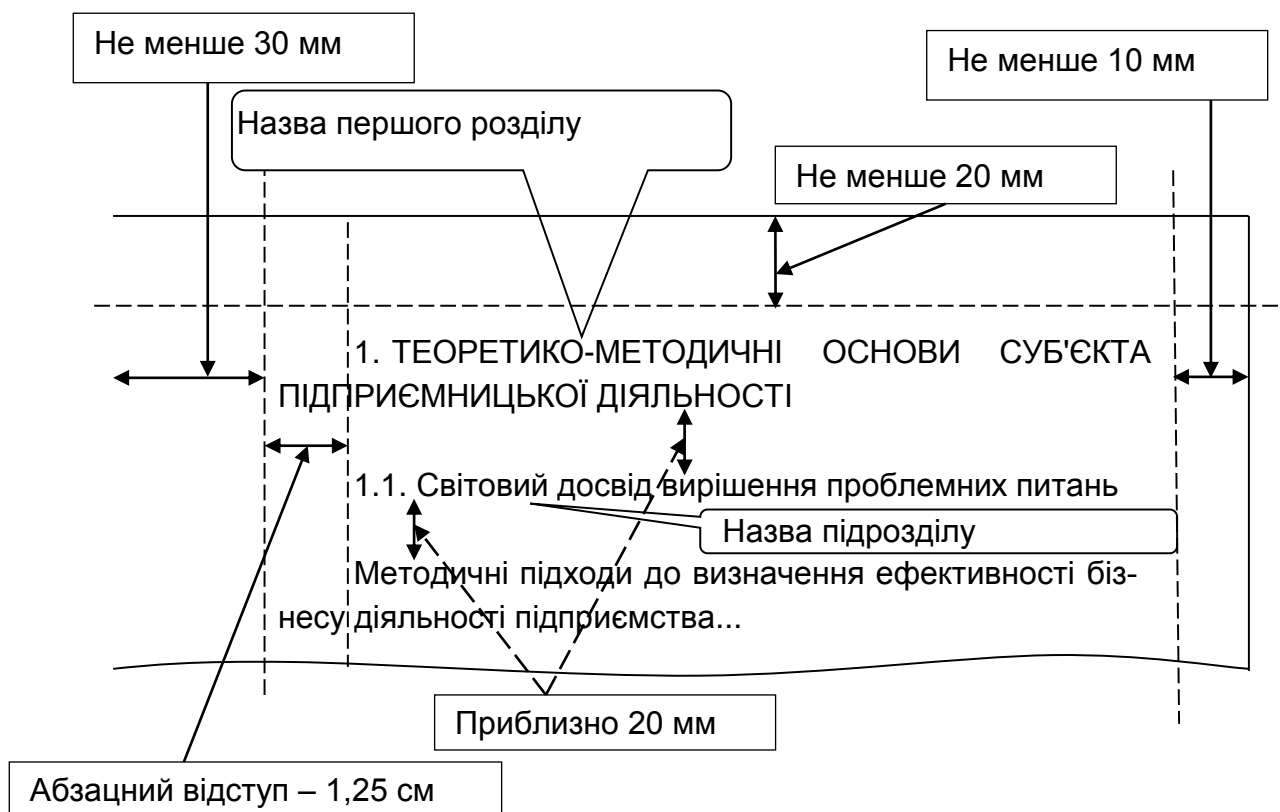 Не менше 30 мм
Не менше 10 мм
Назва першого розділу
Не менше 20 мм
1. ТЕОРЕТИКО-МЕТОДИЧНІ ОСНОВИ СУБ'ЄКТА
ПІДПРИЄМНИЦЬКОЇ ДІЯЛЬНОСТІ
1.1. Світовий досвід вирішення проблемних питань
Назва підрозділу
Методичні підходи до визначення ефективності біз-
несу діяльності підприємства...
Приблизно 20 мм
Абзацний відступ – 1,25 см